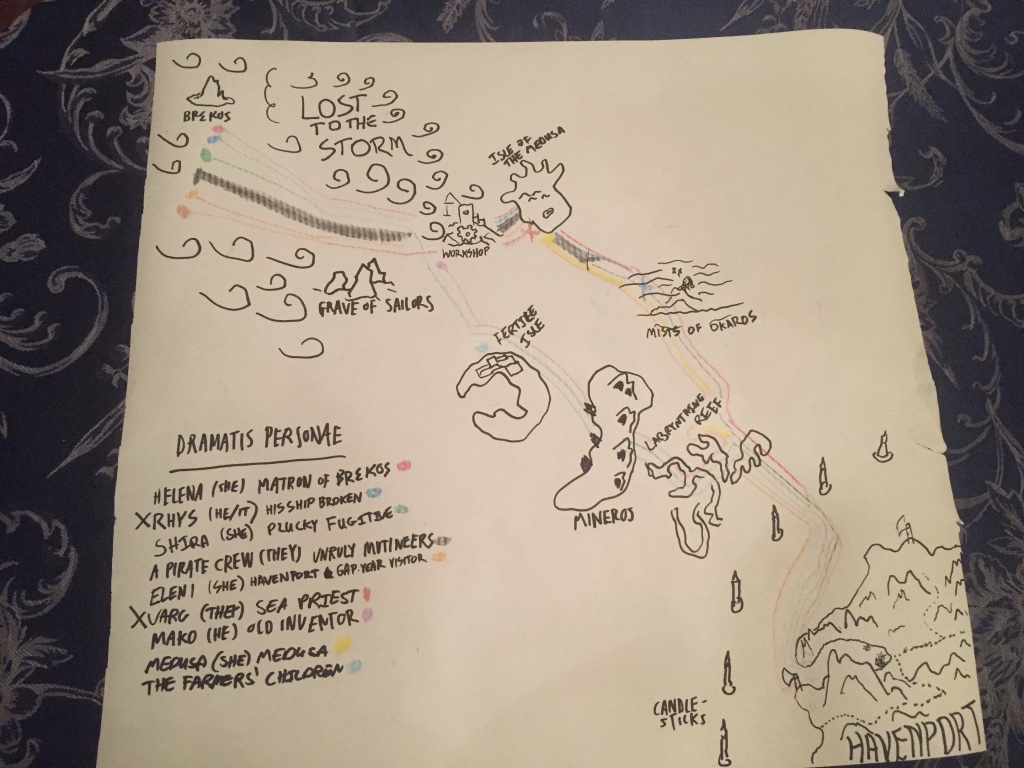 BREKOS
LOST
TO THE
STORM
ISLE OF
THE MEDUSA
WORKSHOP
GRAVE OF SAILORS
MISTS OF OKAROS
FERTILE
ISLE
LABRYNTHINE
REEF
MINEROS
DRAMATIS PERSONAE
HELENA (SHE) MATRON OF BREKOS
X RHYS (HE/IT) HIS SHIP BROKEN
SHIRA (SHE) PLUCKY FUGITIVE
A PIRATE CREW (THEY) UNRULY MUTINEERS
ELENI (SHE) HAVENPORT GAP-YEAR VISITOR
X VARG (THEY) SEA PRIEST
MAKO (HE) OLD INVENTOR
MEDUSA (SHE) MEDUSA
THE FARMERS' CHILDREN
CANDLE-
STICKS
HAVENPORT